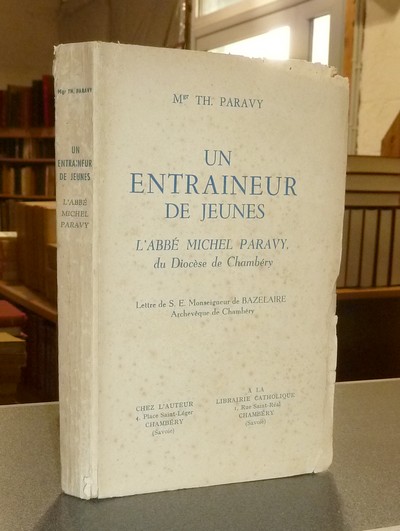 Mgr TH. PARAVY
UN
ENTRAINEUR
DE JEUNES
L'ABBÉ
MICHEL
PARAVY
Mgr TH. PARAVY
UN
ENTRAINEUR
DE JEUNES
L'ABBÉ MICHEL PARAVY,
du Diocèse de Chambéry
Lettre de S. E. Monseigneur de BAZELAIRE
Archevêque de Chambéry
CHEZ L'AUTEUR
4, Place Saint-Léger
CHAMBÉRY
(Savoie)
A LA
LIBRAIRIE CATHOLIQUE
1, Rue Saint-Réal
CHAMBÉRY
(Savoie)